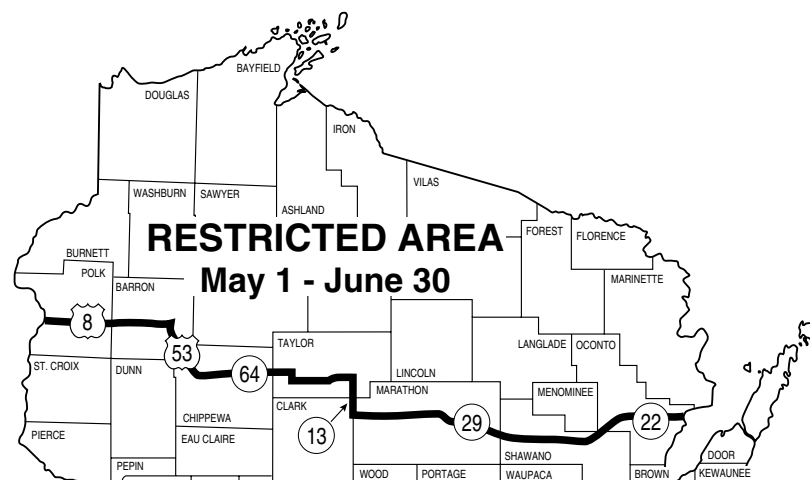 BAYFIELD
DOUGLAS
IRON
VILAS
WASHBURN
SAWYER
ASHLAND
RESTRICTED AREA
May 1 - June 30
FOREST
FLORENCE
BURNETT
POLK
BARRON
MARINETTE
8
53
TAYLOR
LANGLADE
OCONTO
ST. CROIX
DUNN
64
LINCOLN
MARATHON
MENOMINEE
CLARK
CHIPPEWA
13
29
22
PIERCE
EAU CLAIRE
SHAWANO
DOOR
PEPIN
WOOD
PORTAGE
WAUPACA
BROWN
KEWAUNEE